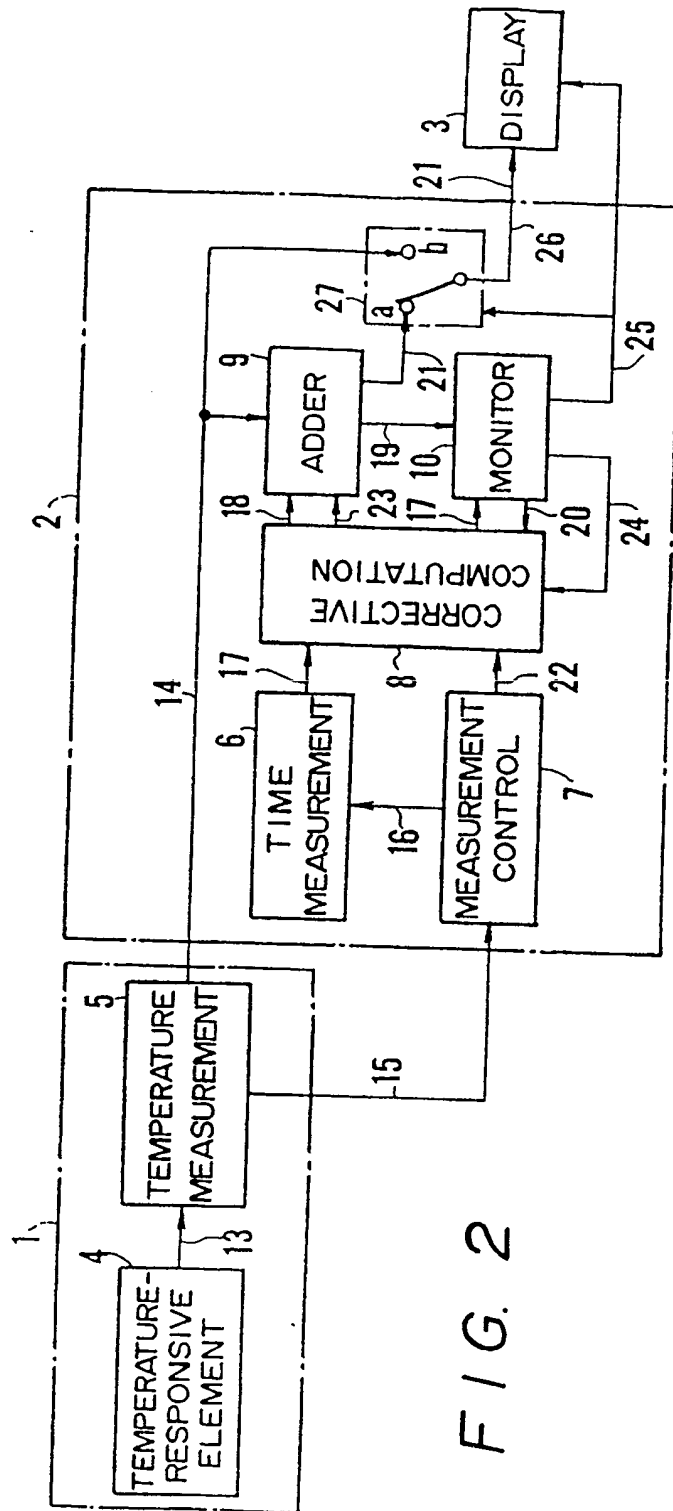 1
4
TEMPERATURE-
RESPONSIVE
ELEMENT
13
5
TEMPERATURE
MEASUREMENT
15
14
2
6
TIME
MEASUREMENT
16
MEASUREMENT
CONTROL
7
17
22
8
CORRECTIVE
COMPUTATION
18
23
17
20
24
9
ADDER
19
10
MONITOR
21
25
27
a
b
26
21
3
DISPLAY
FIG. 2